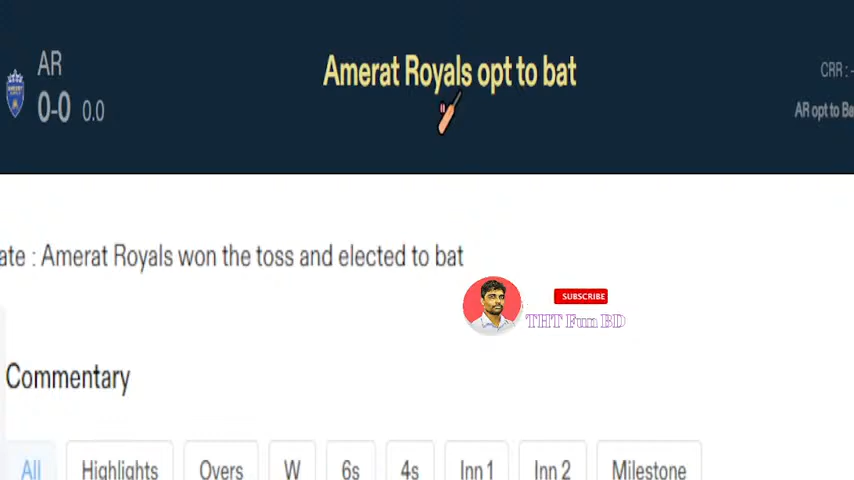 AR
0-0 0.0
Amerat Royals opt to bat
CRR : -
AR opt to Ba
ate : Amerat Royals won the toss and elected to bat
SUBSCRIBE
THT Fun BD
Commentary
All Highlights Overs W 6s 4s Inn 1 Inn 2 Milestone